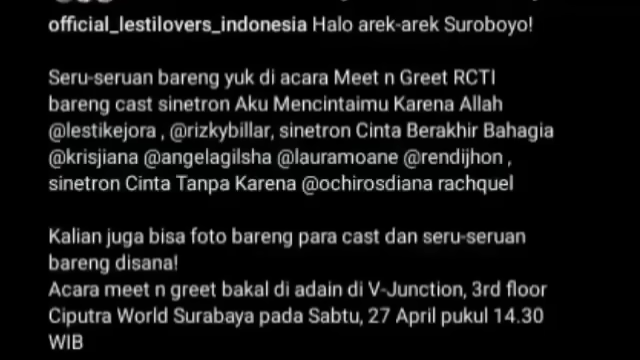 official_lestilovers_indonesia Halo arek-arek Suroboyo!
Seru-seruan bareng yuk di acara Meet n Greet RCTI
bareng cast sinetron Aku Mencintaimu Karena Allah
@lestikejora , @rizkybillar, sinetron Cinta Berakhir Bahagia
@krisjiana @angelagilsha @lauramoane @rendijhon ,
sinetron Cinta Tanpa Karena @ochirosdiana rachquel
Kalian juga bisa foto bareng para cast dan seru-seruan
bareng disana!
Acara meet n greet bakal di adain di V-Junction, 3rd floor
Ciputra World Surabaya pada Sabtu, 27 April pukul 14.30
WIB